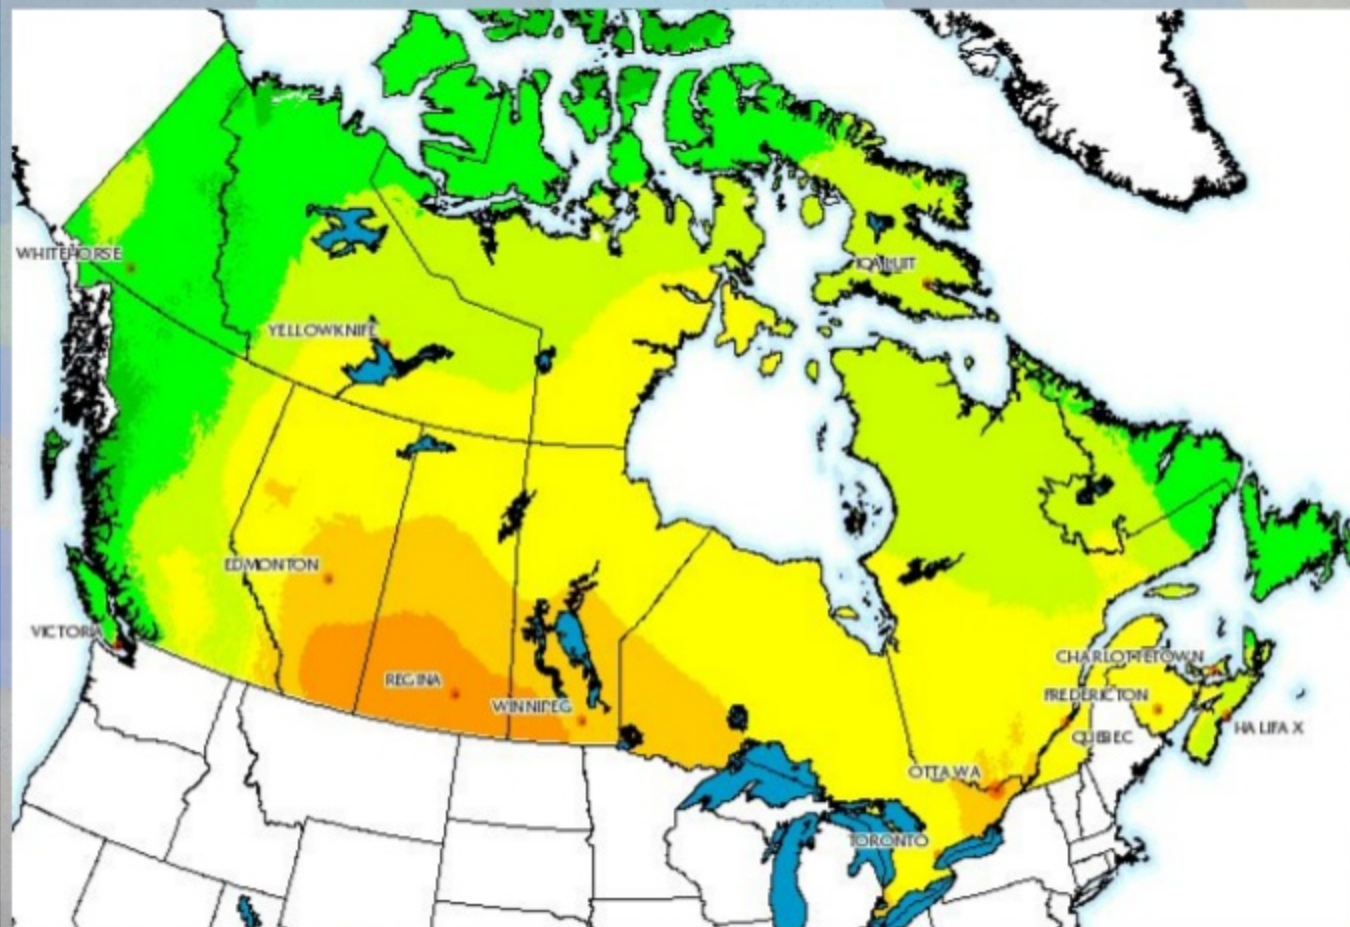 WHITEHORSE
IQALUIT
YELLOWKNIFE
EDMONTON
VICTORIA
CHARLOTTETOWN
REGINA
FREDERICTON
WINNIPEG
HALIFAX
QUEBEC
OTTAWA
TORONTO